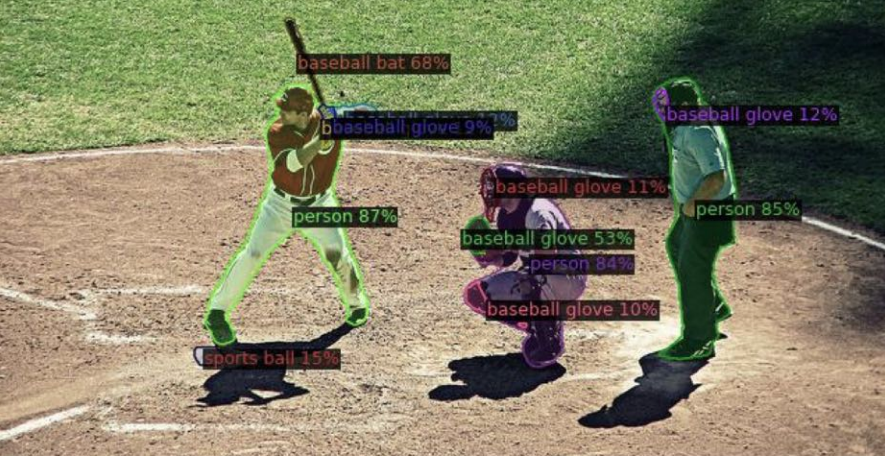 baseball bat 68%
baseball glove 12%
baseball glove 9%
baseball glove 11%
person 85%
person 87%
baseball glove 53%
person 84%
baseball glove 10%
sports ball 15%